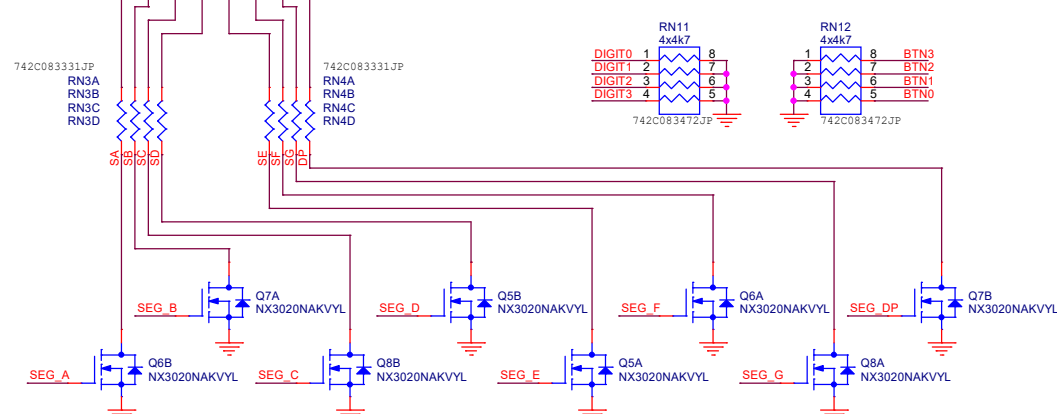 RN11
4x4k7
RN12
4x4k7
DIGIT0 1 8
DIGIT1 2 7
DIGIT2 3 6
DIGIT3 4 5
1 8 BTN3
2 7 BTN2
3 6 BTN1
4 5 BTN0
742C083472JP
742C083472JP
742C083331JP
RN3A
RN3B
RN3C
RN3D
742C083331JP
RN4A
RN4B
RN4C
RN4D
SA
SB
SC
SD
SE
SF
SG
DP
SEG_B
Q7A
NX3020NAKVYL
SEG_D
Q5B
NX3020NAKVYL
SEG_F
Q6A
NX3020NAKVYL
SEG_DP
Q7B
NX3020NAKVYL
SEG_A
Q6B
NX3020NAKVYL
SEG_C
Q8B
NX3020NAKVYL
SEG_E
Q5A
NX3020NAKVYL
SEG_G
Q8A
NX3020NAKVYL